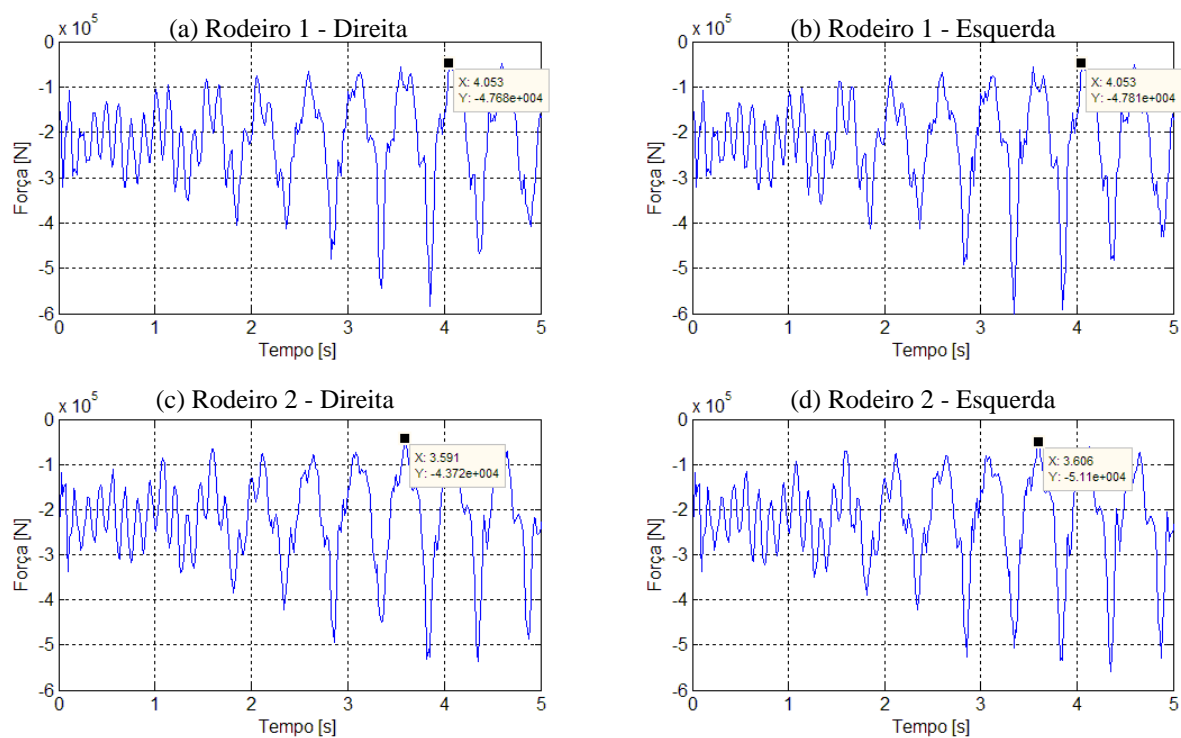 (a) Rodeiro 1 - Direita
x 10^5
0
-1
-2
-3
-4
-5
-6
Força [N]
X: 4.053
Y: -4.768e+004
0 1 2 3 4 5
Tempo [s]
(b) Rodeiro 1 - Esquerda
x 10^5
0
-1
-2
-3
-4
-5
-6
Força [N]
X: 4.053
Y: -4.781e+004
0 1 2 3 4 5
Tempo [s]
(c) Rodeiro 2 - Direita
x 10^5
0
-1
-2
-3
-4
-5
-6
Força [N]
X: 3.591
Y: -4.372e+004
0 1 2 3 4 5
Tempo [s]
(d) Rodeiro 2 - Esquerda
x 10^5
0
-1
-2
-3
-4
-5
-6
Força [N]
X: 3.606
Y: -5.11e+004
0 1 2 3 4 5
Tempo [s]